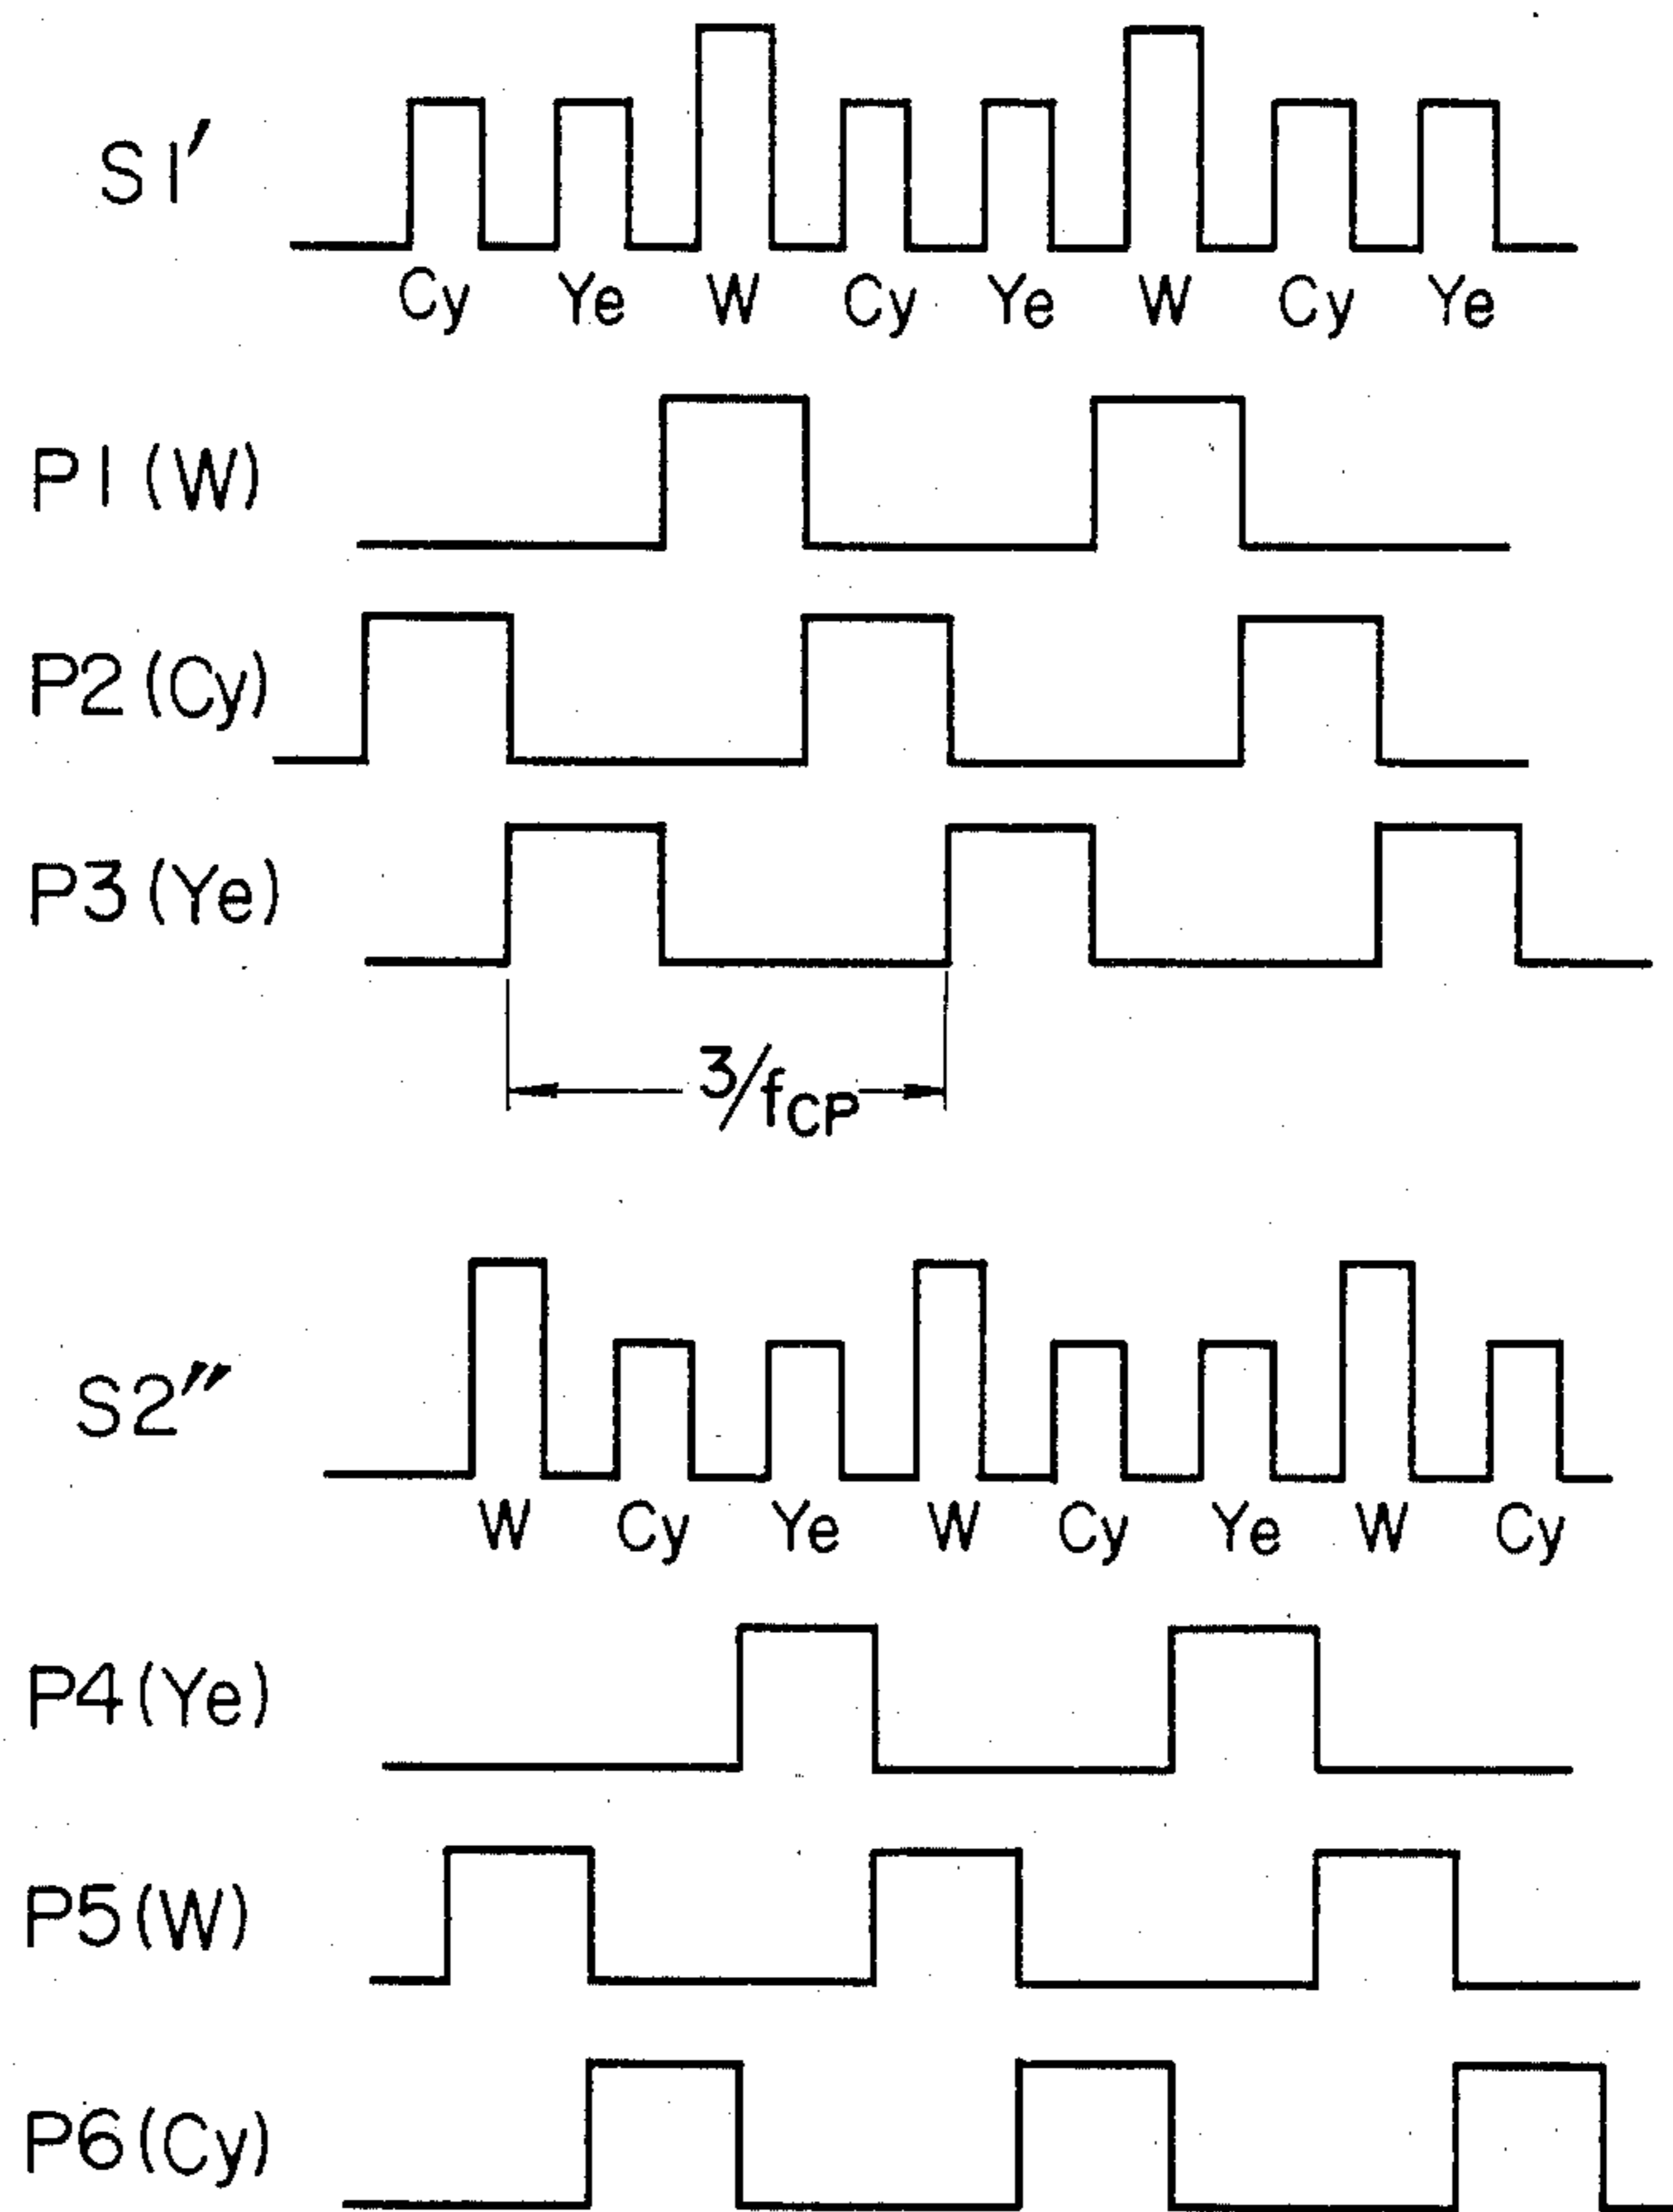 S1′
Cy Ye W Cy Ye W Cy Ye
P1(W)
P2(Cy)
P3(Ye)
3/fCP
S2″
W Cy Ye W Cy Ye W Cy
P4(Ye)
P5(W)
P6(Cy)